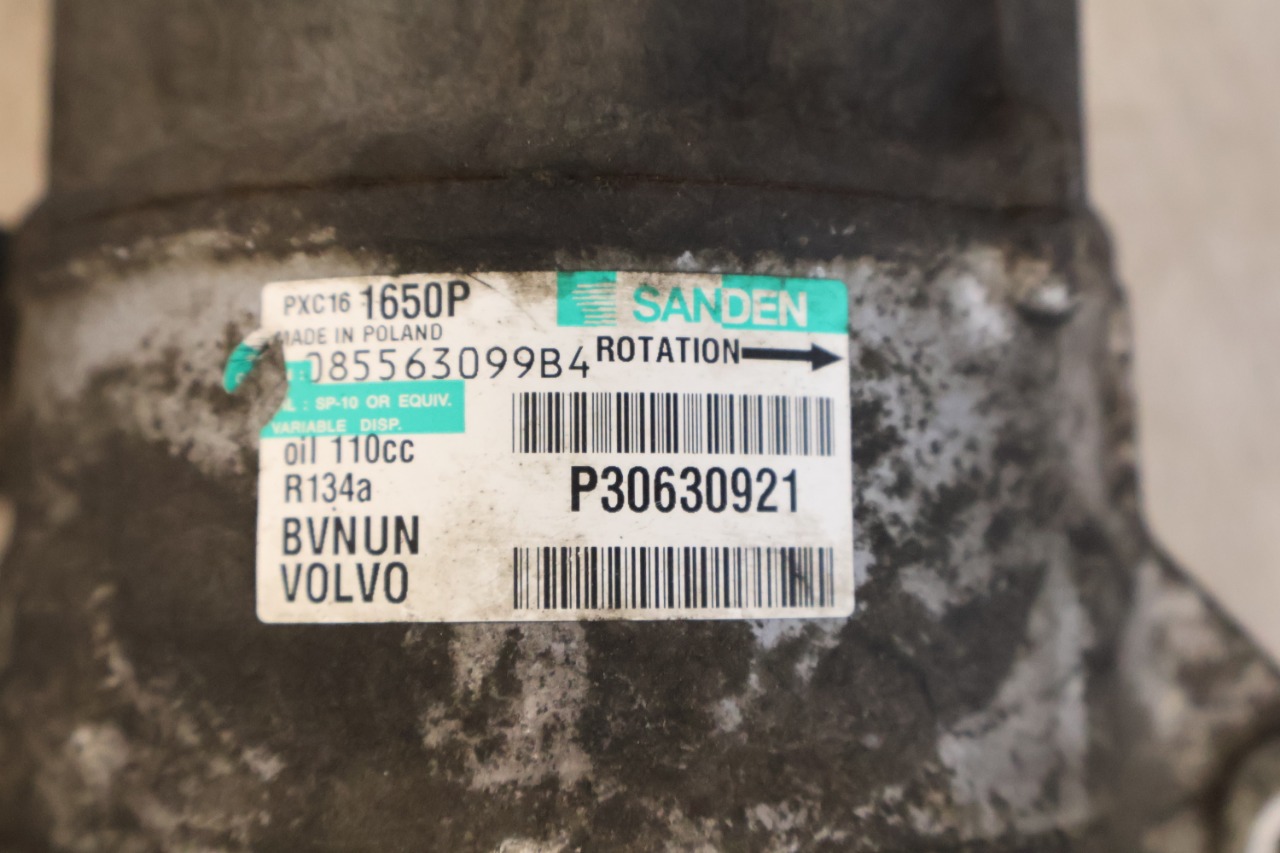 PXC16 1650P
SANDEN
MADE IN POLAND
085563099B4
ROTATION
: SP-10 OR EQUIV.
VARIABLE DISP.
oil 110cc
R134a
P30630921
BVNUN
VOLVO